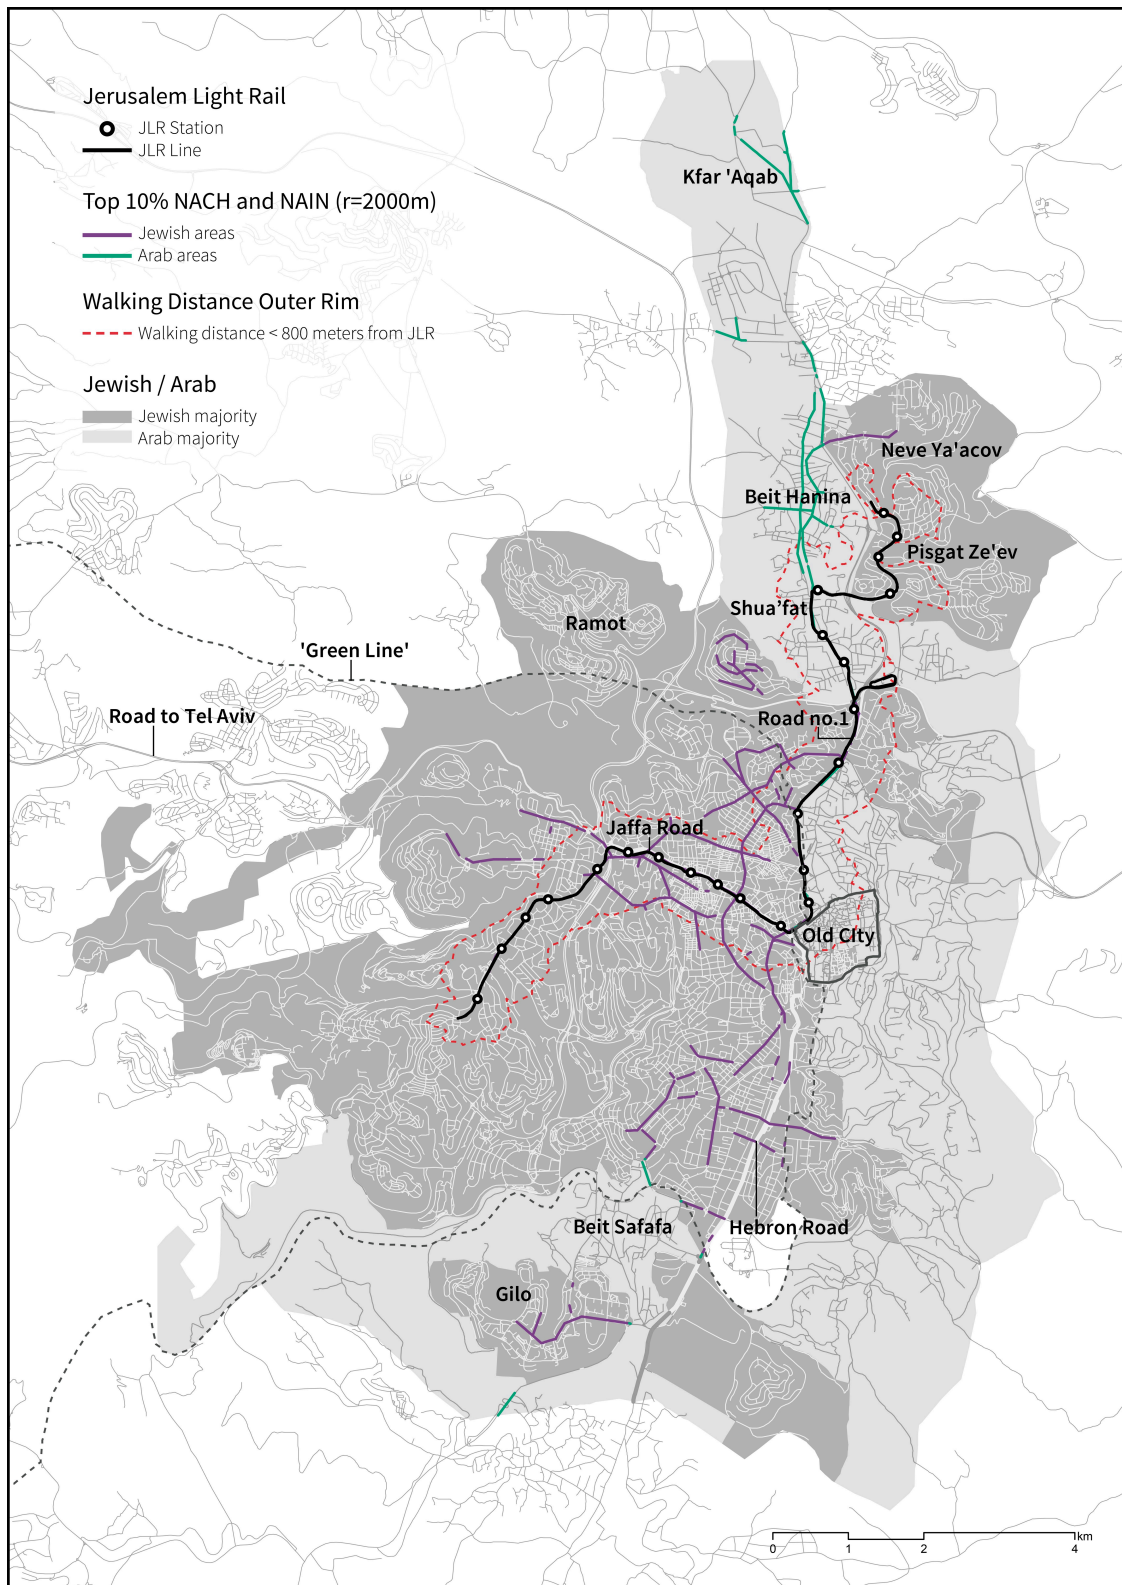 Jerusalem Light Rail
JLR Station
JLR Line
Top 10% NACH and NAIN (r=2000m)
Jewish areas
Arab areas
Walking Distance Outer Rim
Walking distance < 800 meters from JLR
Jewish / Arab
Jewish majority
Arab majority
Kfar 'Aqab
Neve Ya'acov
Beit Hanina
Pisgat Ze'ev
Shua’fat
Ramot
'Green Line'
Road to Tel Aviv
Road no.1
Jaffa Road
Old CIty
Beit Safafa
Hebron Road
Gilo
km
0 1 2 4